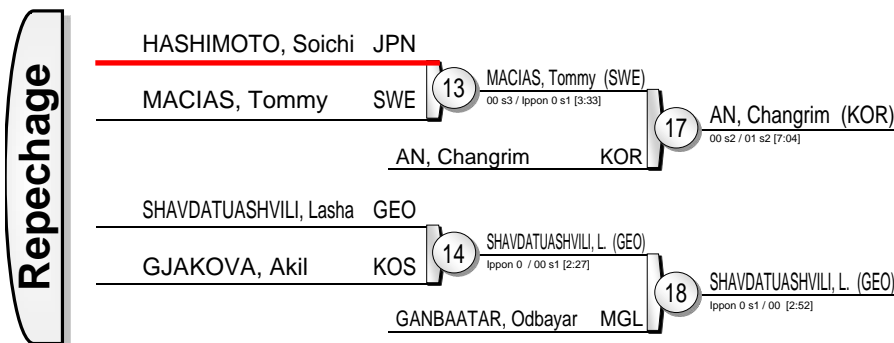 Repechage
HASHIMOTO, Soichi JPN
MACIAS, Tommy SWE
13
MACIAS, Tommy (SWE)
00 s3 / Ippon 0 s1 [3:33]
AN, Changrim KOR
17
AN, Changrim (KOR)
00 s2 / 01 s2 [7:04]
SHAVDATUASHVILI, Lasha GEO
GJAKOVA, Akil KOS
14
SHAVDATUASHVILI, L. (GEO)
Ippon 0 / 00 s1 [2:27]
GANBAATAR, Odbayar MGL
18
SHAVDATUASHVILI, L. (GEO)
Ippon 0 s1 / 00 [2:52]